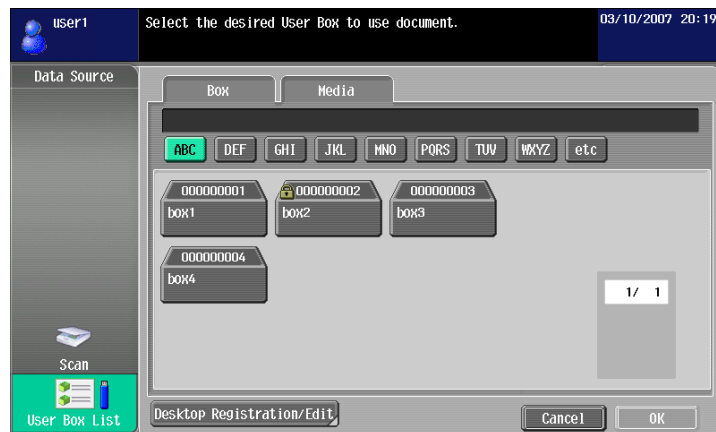 user1
Select the desired User Box to use document.
03/10/2007 20:19
Data Source
Box
Media
ABC
DEF
GHI
JKL
MNO
PQRS
TUV
WXYZ
etc
000000001
box1
000000002
box2
000000003
box3
000000004
box4
1/ 1
Scan
User Box List
Desktop Registration/Edit
Cancel
OK